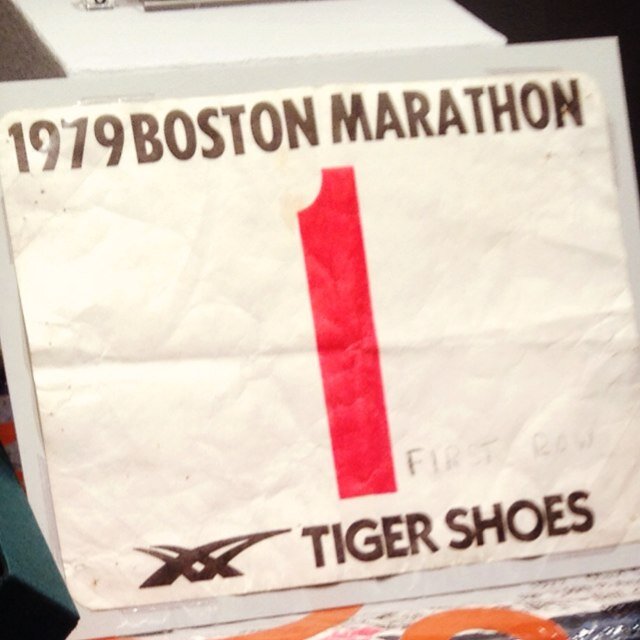 1979 BOSTON MARATHON
1
FIRST ROW
TIGER SHOES